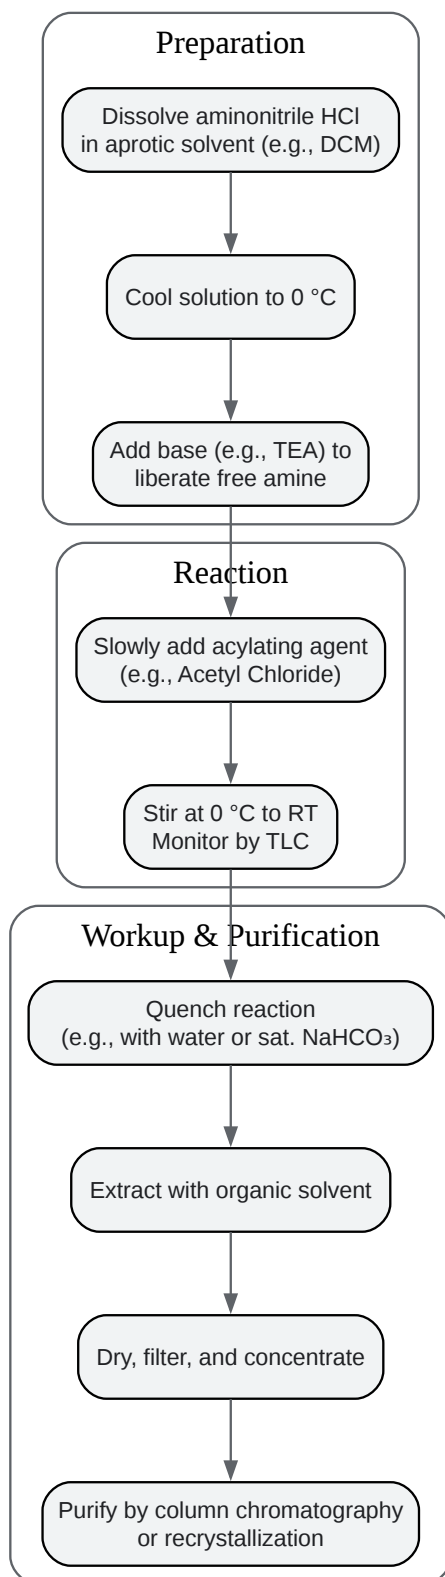 Preparation
Dissolve aminonitrile HCl
in aprotic solvent (e.g., DCM)
Cool solution to 0 °C
Add base (e.g., TEA) to
liberate free amine
Reaction
Slowly add acylating agent
(e.g., Acetyl Chloride)
Stir at 0 °C to RT
Monitor by TLC
Workup & Purification
Quench reaction
(e.g., with water or sat. NaHCO₃)
Extract with organic solvent
Dry, filter, and concentrate
Purify by column chromatography
or recrystallization